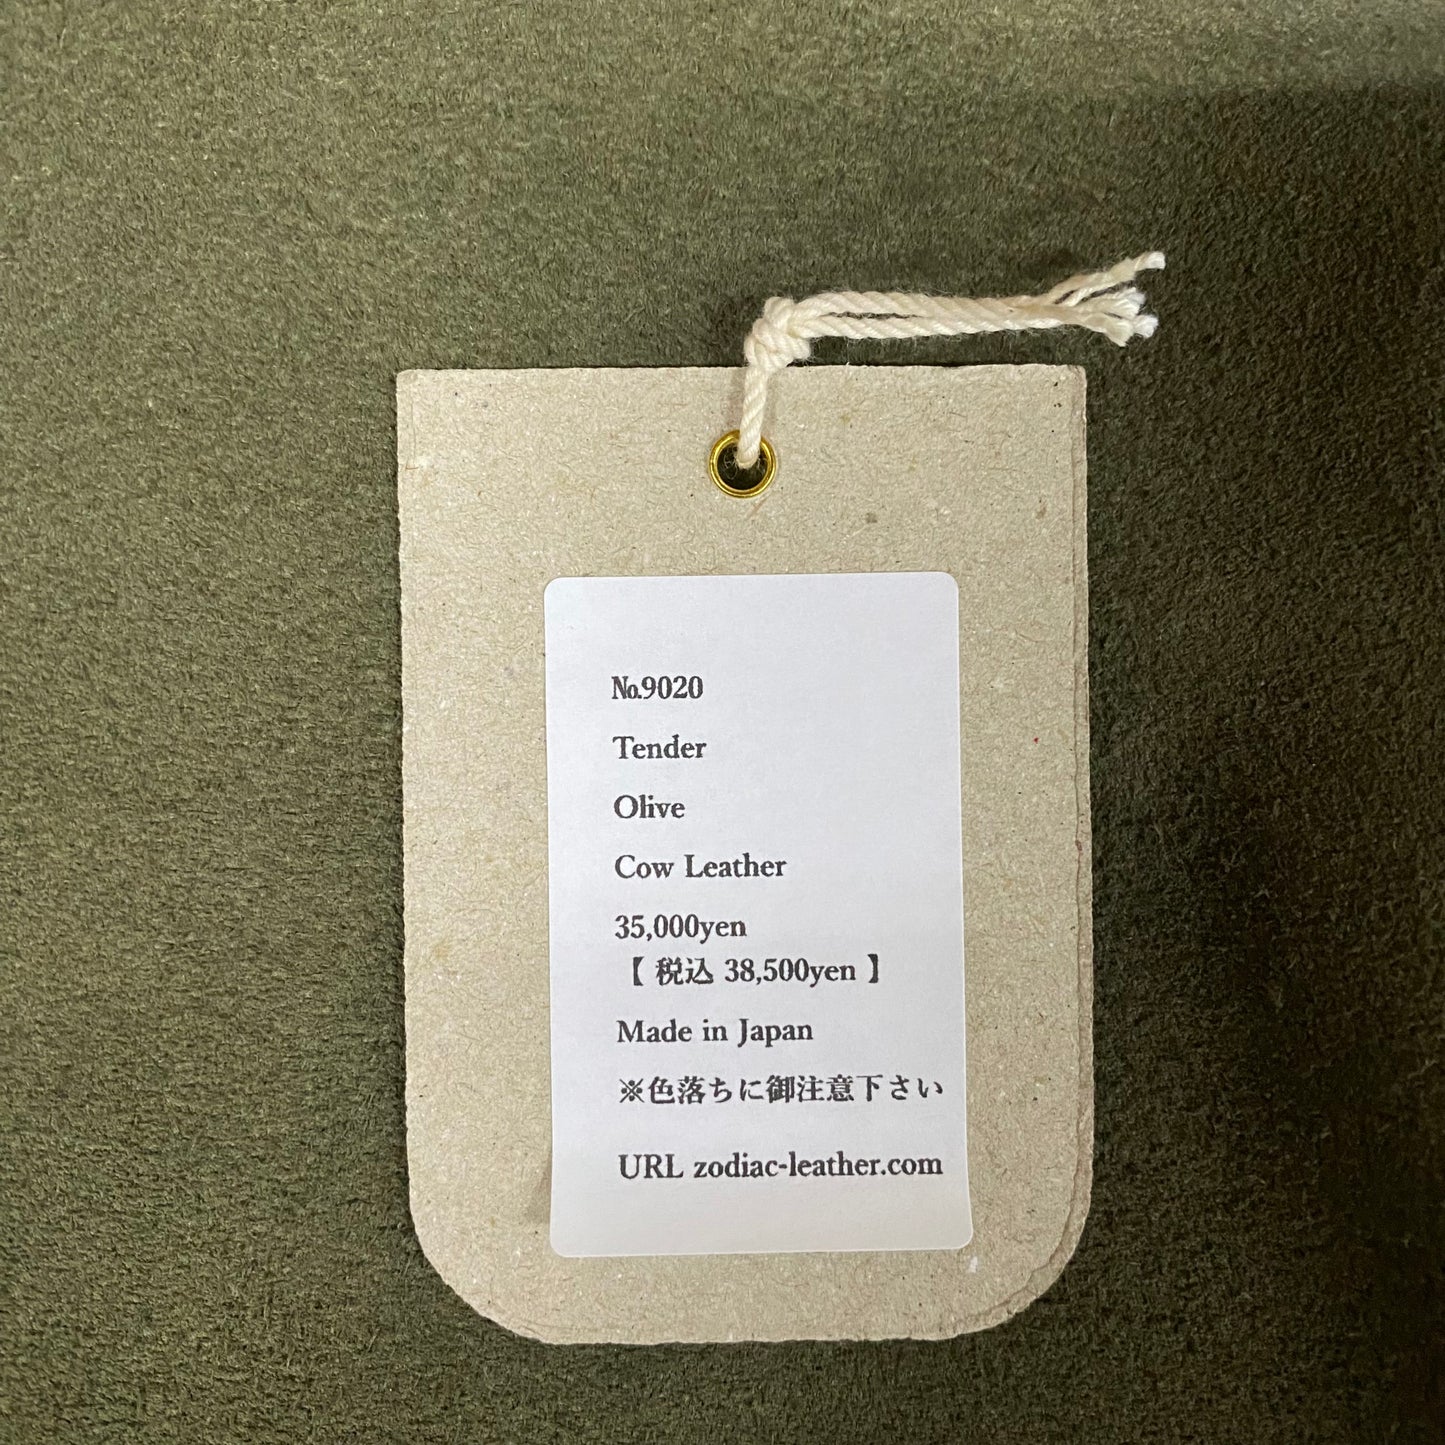 №9020
Tender
Olive
Cow Leather
35,000yen
【 税込 38,500yen 】
Made in Japan
※色落ちに御注意下さい
URL zodiac-leather.com